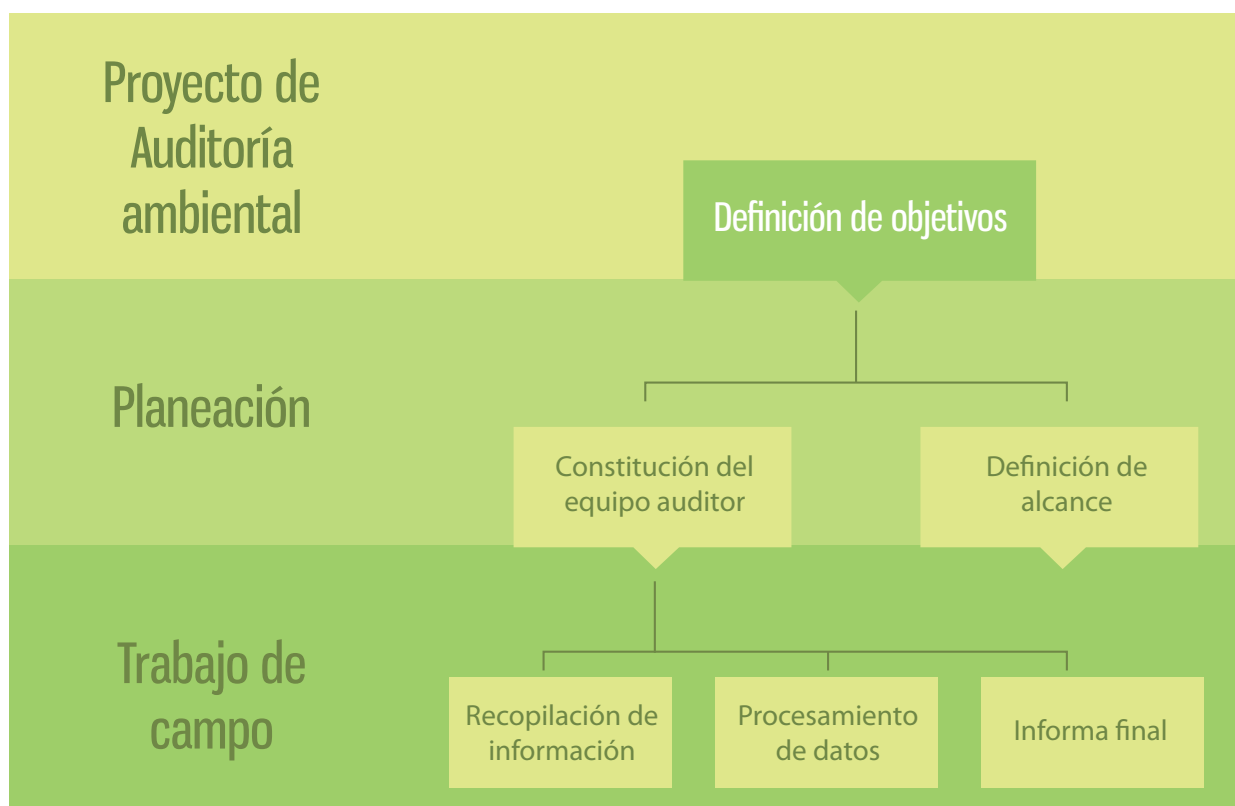 Proyecto de
Auditoría
ambiental
Definición de objetivos
Planeación
Constitución del
equipo auditor
Definición de
alcance
Trabajo de
campo
Recopilación de
información
Procesamiento
de datos
Informa final